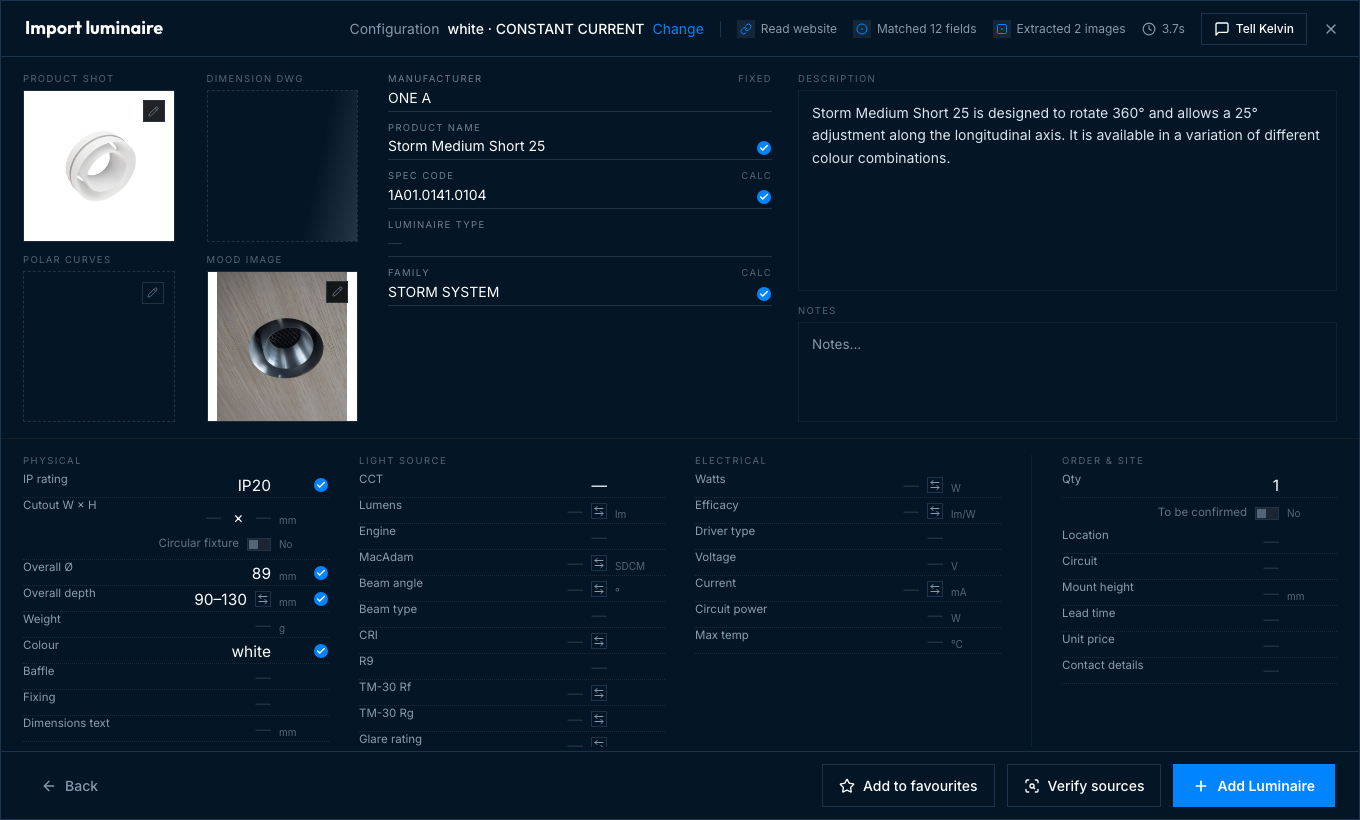 Import luminaire
Configuration white · CONSTANT CURRENT Change
Read website
Matched 12 fields
Extracted 2 images
3.7s
Tell Kelvin
PRODUCT SHOT
DIMENSION DWG
POLAR CURVES
MOOD IMAGE
MANUFACTURER FIXED
ONE A
PRODUCT NAME
Storm Medium Short 25
SPEC CODE CALC
1A01.0141.0104
LUMINAIRE TYPE
—
FAMILY CALC
STORM SYSTEM
DESCRIPTION
Storm Medium Short 25 is designed to rotate 360° and allows a 25°
adjustment along the longitudinal axis. It is available in a variation of different
colour combinations.
NOTES
Notes...
PHYSICAL
IP rating IP20
Cutout W × H — × — mm
Circular fixture No
Overall Ø 89 mm
Overall depth 90–130 mm
Weight — g
Colour white
Baffle —
Fixing —
Dimensions text — mm
LIGHT SOURCE
CCT —
Lumens — lm
Engine —
MacAdam — SDCM
Beam angle — °
Beam type —
CRI —
R9 —
TM-30 Rf —
TM-30 Rg —
Glare rating —
ELECTRICAL
Watts — W
Efficacy — lm/W
Driver type —
Voltage — V
Current — mA
Circuit power — W
Max temp — °C
ORDER & SITE
Qty 1
To be confirmed No
Location —
Circuit —
Mount height — mm
Lead time —
Unit price —
Contact details —
Back
Add to favourites
Verify sources
Add Luminaire